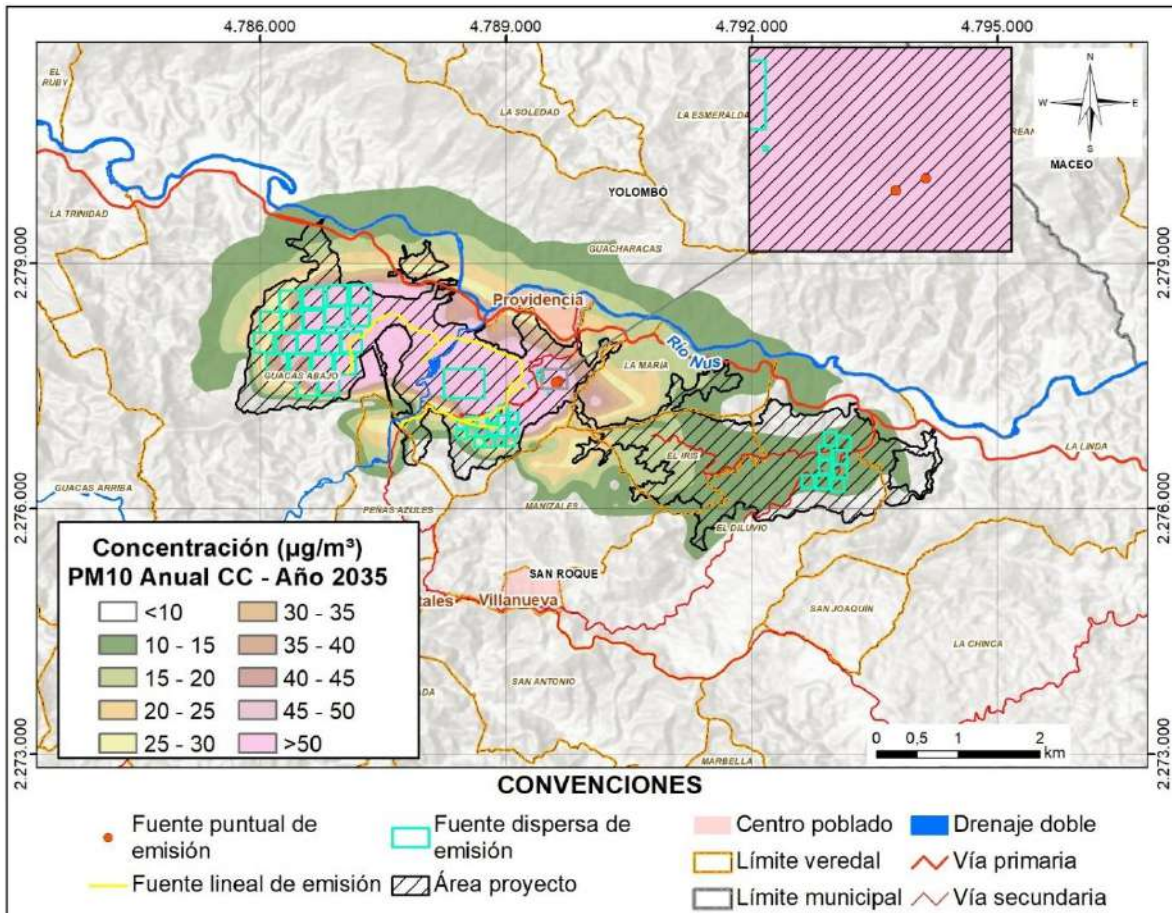 4.786.000 4.789.000 4.792.000 4.795.000
EL RUBY
LA SOLEDAD
LA ESMERALDA
N
W E
S
MACEO
YOLOMBÓ
LA TRINIDAD
GUACHARACAS
2.279.000 2.279.000
Providencia
Río Nus
LA MARÍA
GUACAS ABAJO
LA LINDA
EL IRIS
GUACAS ARRIBA
MANIZALES
2.276.000 2.276.000
PEÑAS AZULES
EL DILUVIO
SAN ROQUE
Villanueva
SAN JOAQUÍN
LA CHINCA
SAN ANTONIO
MARBELLA
2.273.000 2.273.000
0 0,5 1 2
km
Concentración (µg/m³)
PM10 Anual CC - Año 2035
<10 30 - 35
10 - 15 35 - 40
15 - 20 40 - 45
20 - 25 45 - 50
25 - 30 >50
CONVENCIONES
Fuente puntual de emisión
Fuente dispersa de emisión
Centro poblado
Drenaje doble
Fuente lineal de emisión
Área proyecto
Límite veredal
Vía primaria
Límite municipal
Vía secundaria